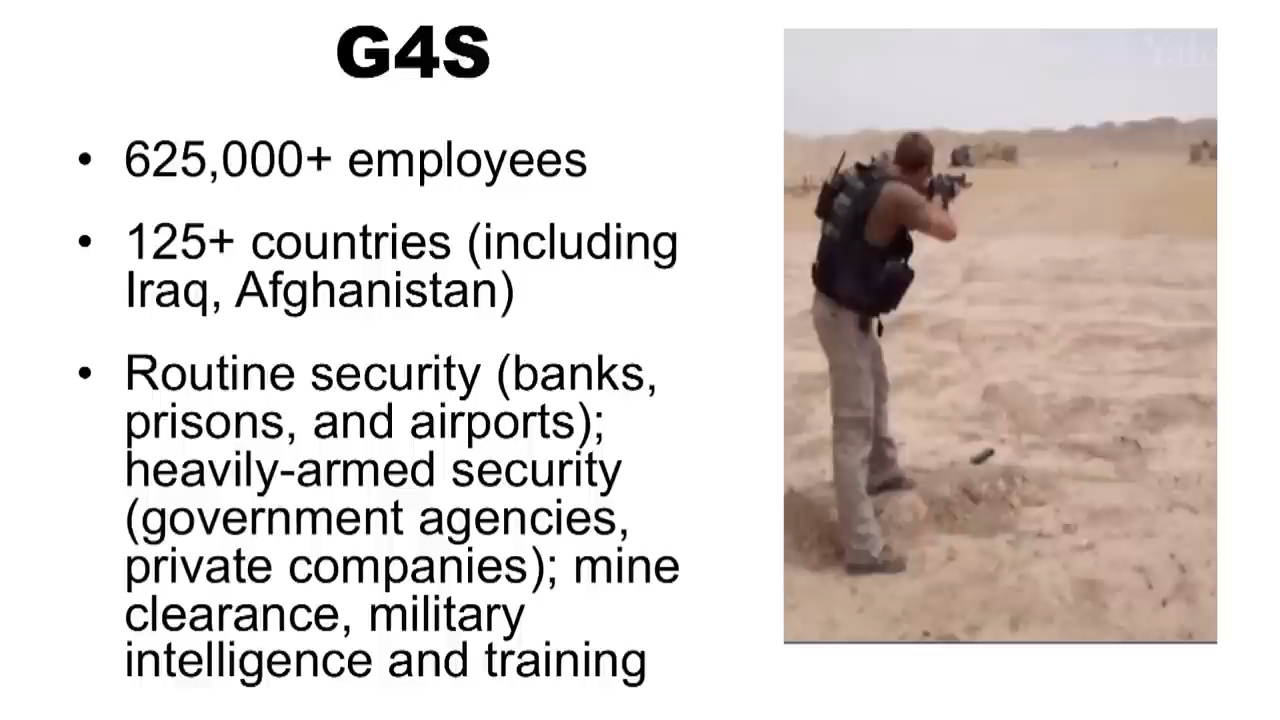 G4S
• 625,000+ employees
• 125+ countries (including
Iraq, Afghanistan)
• Routine security (banks,
prisons, and airports);
heavily-armed security
(government agencies,
private companies); mine
clearance, military
intelligence and training
Yale